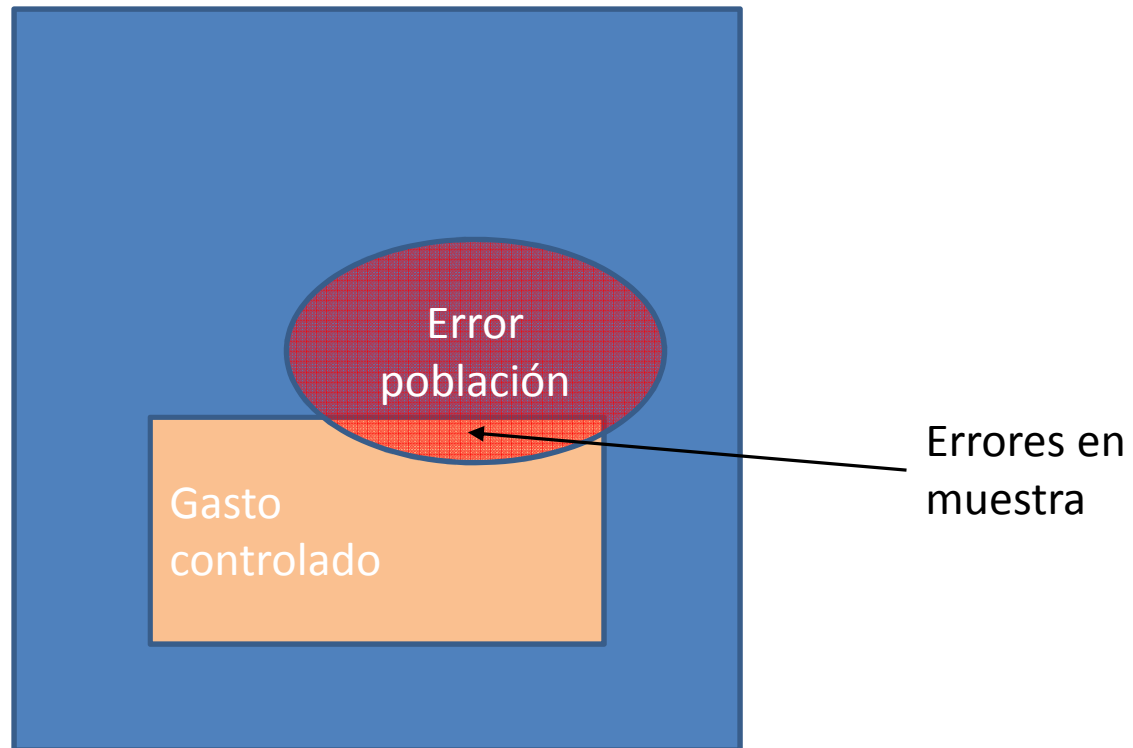 Error
población
Gasto
controlado
Errores en
muestra